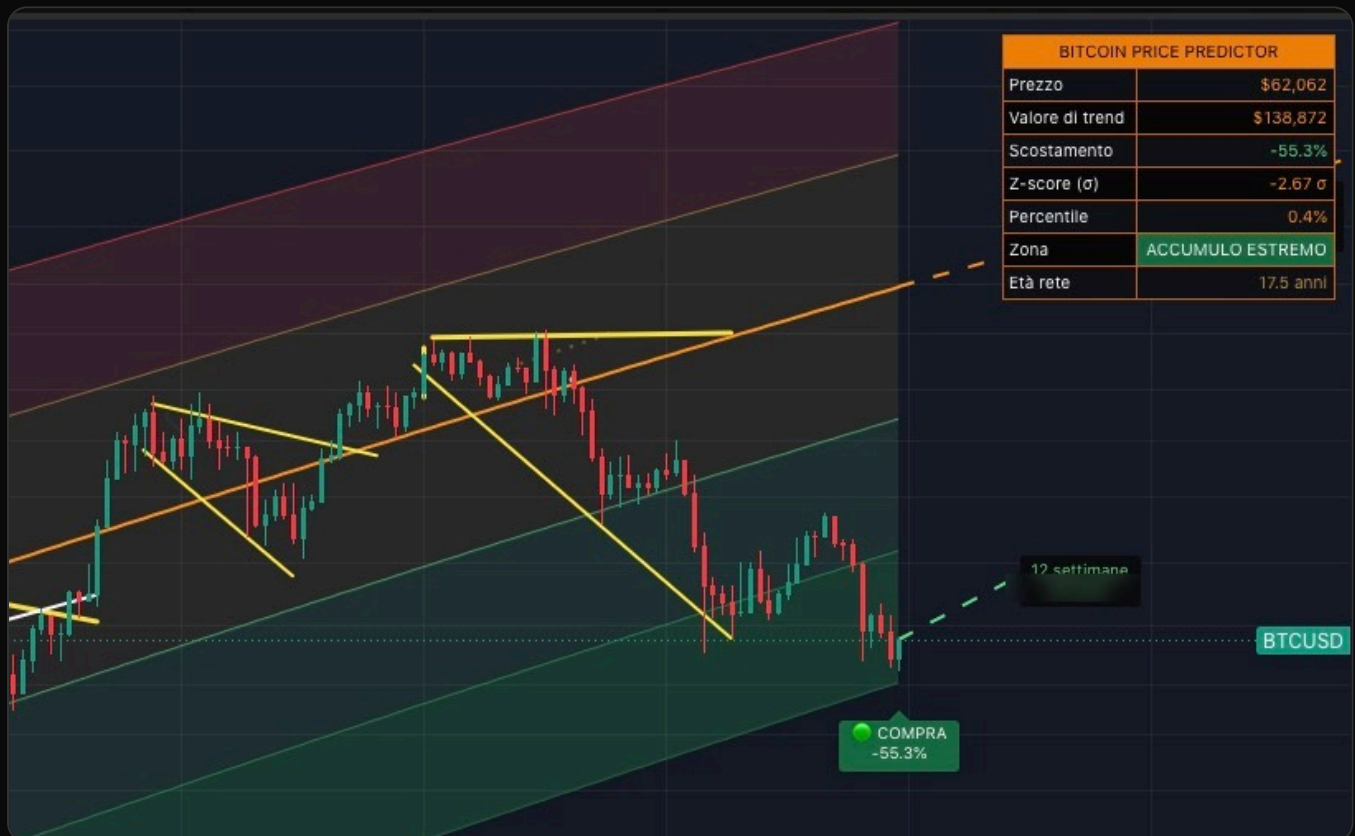 BITCOIN PRICE PREDICTOR
Prezzo $62,062
Valore di trend $138,872
Scostamento -55.3%
Z-score (σ) -2.67 σ
Percentile 0.4%
Zona ACCUMULO ESTREMO
Età rete 17.5 anni
12 settimane
BTCUSD
COMPRA
-55.3%